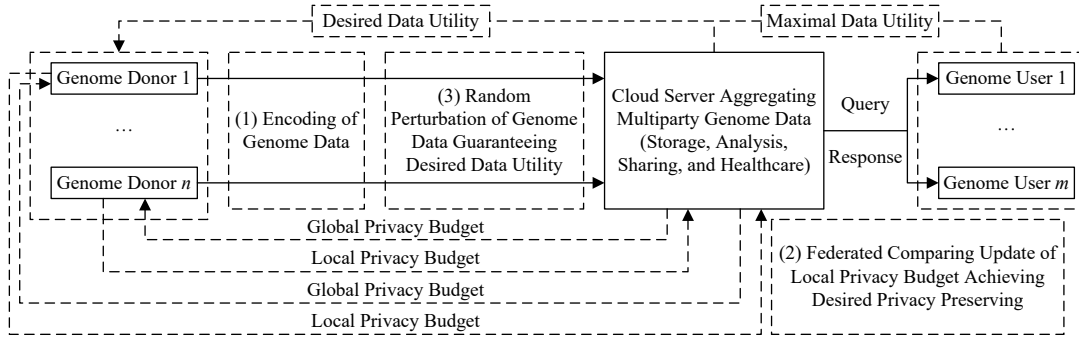 Desired Data Utility
Maximal Data Utility
Genome Donor 1
...
Genome Donor n
(1) Encoding of
Genome Data
(3) Random
Perturbation of Genome
Data Guaranteeing
Desired Data Utility
Cloud Server Aggregating
Multiparty Genome Data
(Storage, Analysis,
Sharing, and Healthcare)
Query
Response
Genome User 1
...
Genome User m
Global Privacy Budget
Local Privacy Budget
Global Privacy Budget
Local Privacy Budget
(2) Federated Comparing Update of
Local Privacy Budget Achieving
Desired Privacy Preserving